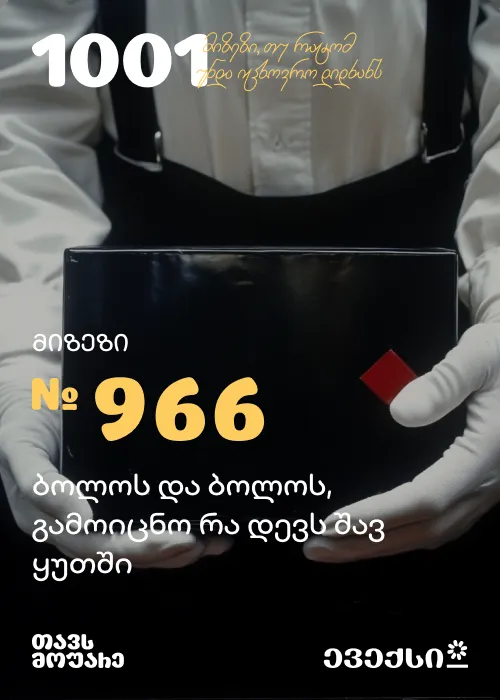 1001 მიზეზი, თუ რატომ
უნდა იცხოვრო დიდხანს
მიზეზი
№ 966
ბოლოს და ბოლოს,
გამოიცნო რა დევს შავ
ყუთში
თავს
მოუარე
ევექსი